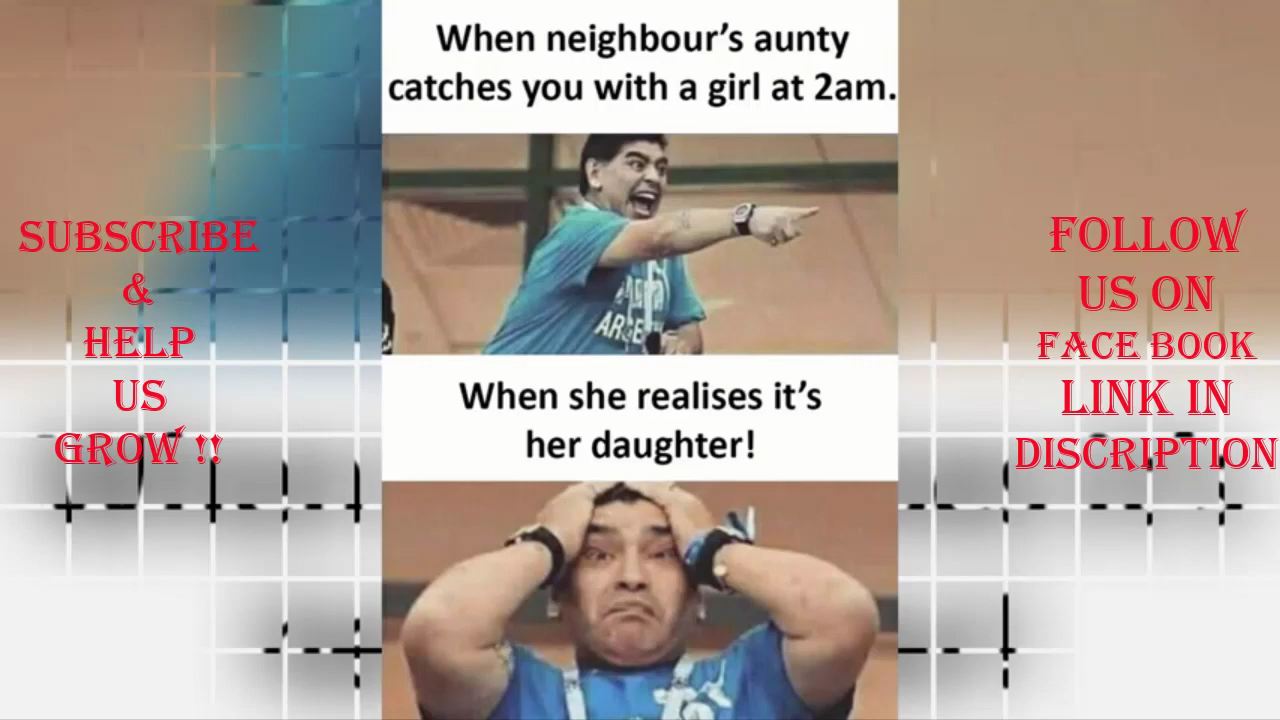 When neighbour's aunty
catches you with a girl at 2am.
SUBSCRIBE
&
HELP
US
GROW !!
FOLLOW
US ON
FACE BOOK
LINK IN
DISCRIPTION
When she realises it's
her daughter!